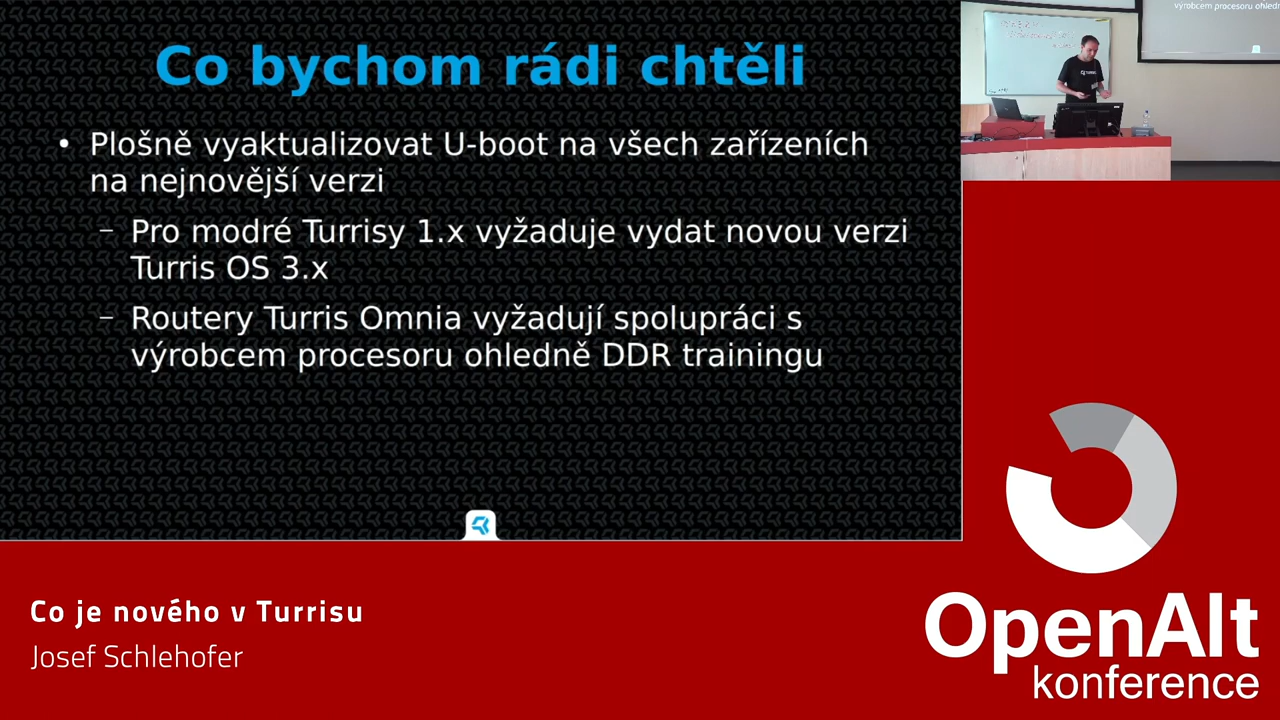 Co bychom rádi chtěli
• Plošně vyaktualizovat U-boot na všech zařízeních
na nejnovější verzi
– Pro modré Turrisy 1.x vyžaduje vydat novou verzi
Turris OS 3.x
– Routery Turris Omnia vyžadují spolupráci s
výrobcem procesoru ohledně DDR trainingu
výrobcem procesoru
Co je nového v Turrisu
Josef Schlehofer
OpenAlt
konference